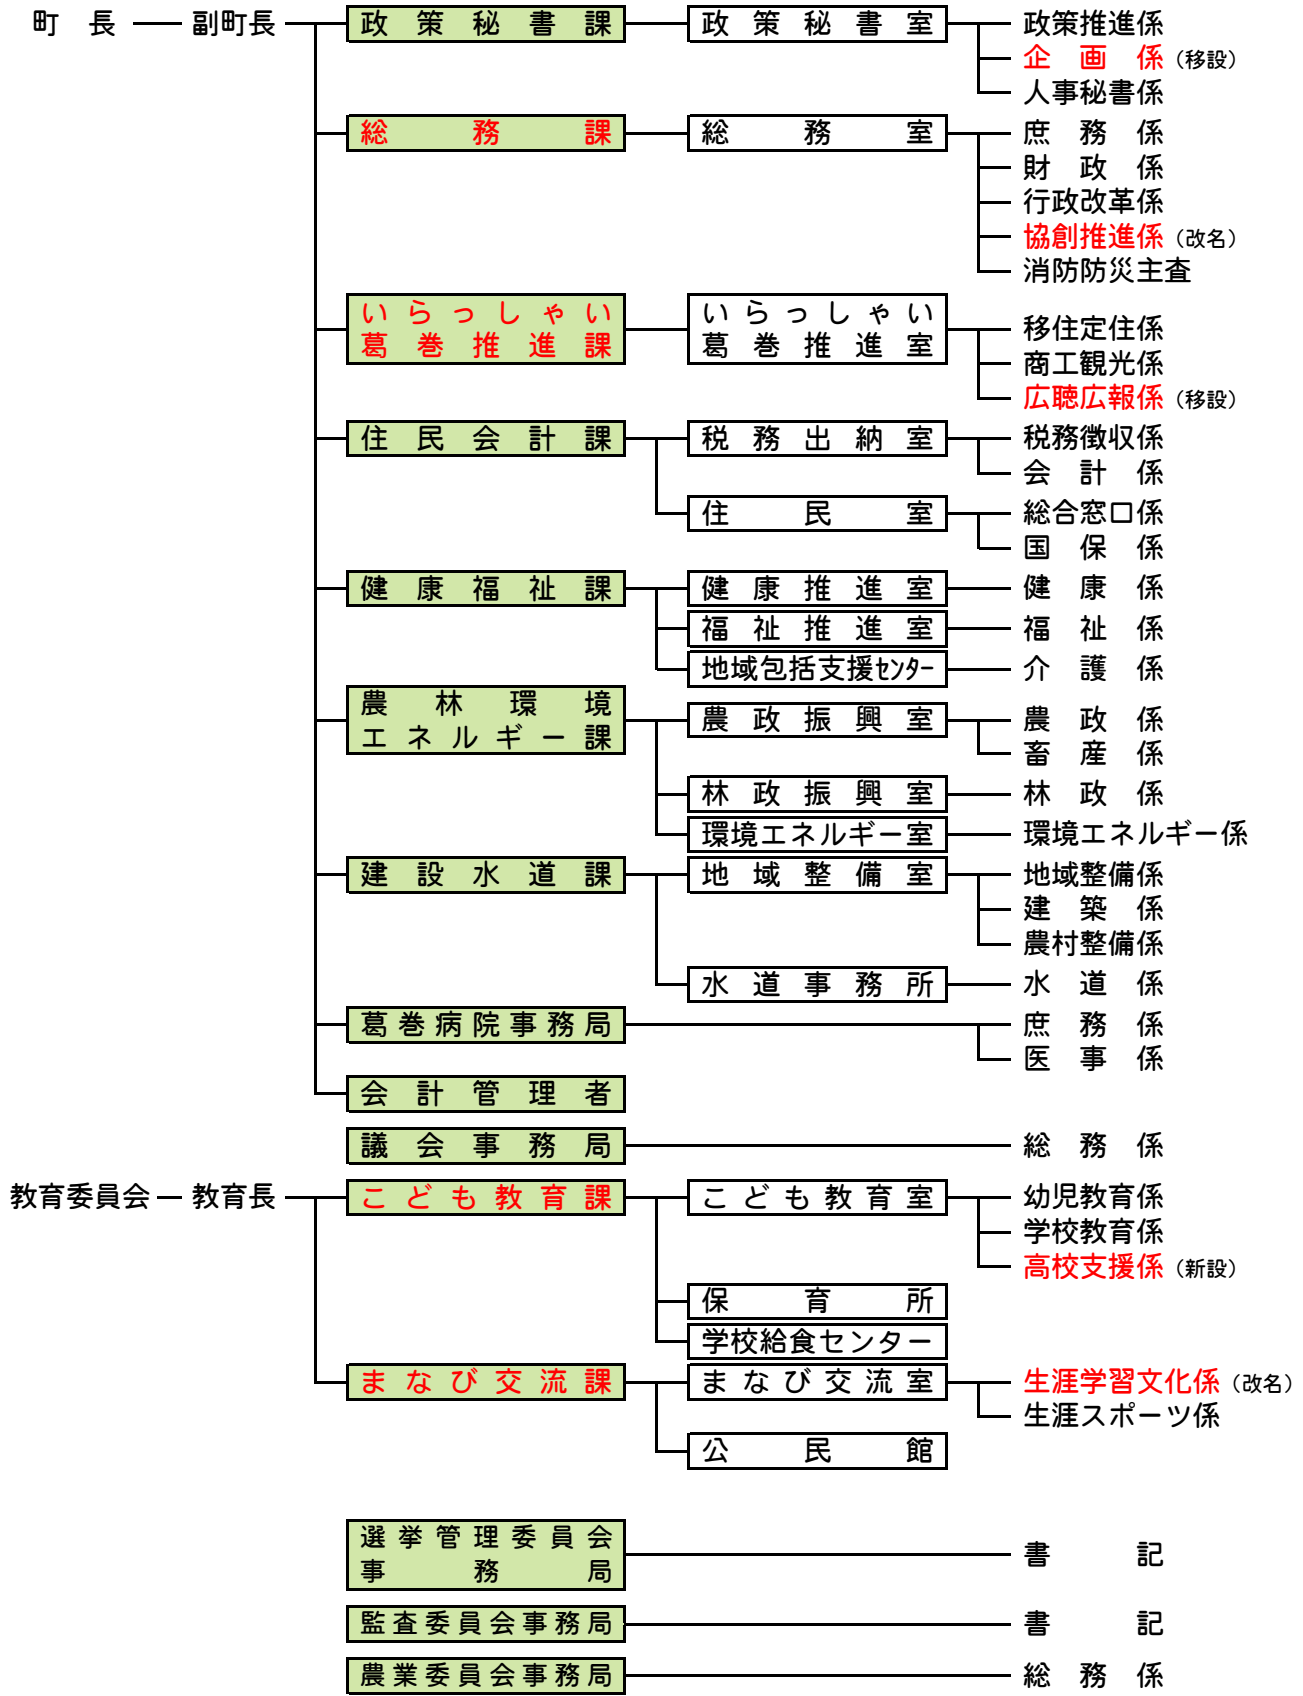 町長 副町長 政策秘書課 政策秘書室 政策推進係
企画係（移設）
人事秘書係
総務課 総務室 庶務係
財政係
行政改革係
協創推進係（改名）
消防防災主査
いらっしゃい いらっしゃい
葛巻推進課 葛巻推進室 移住定住係
商工観光係
広聴広報係（移設）
住民会計課 税務出納室 税務徴収係
会計係
住民室 総合窓口係
国保係
健康福祉課 健康推進室 健康係
福祉推進室 福祉係
地域包括支援ｾﾝﾀｰ 介護係
農林環境
エネルギー課 農政振興室 農政係
畜産係
林政振興室 林政係
環境エネルギー室 環境エネルギー係
建設水道課 地域整備室 地域整備係
建築係
農村整備係
水道事務所 水道係
葛巻病院事務局 庶務係
医事係
会計管理者
議会事務局 総務係
教育委員会 教育長 こども教育課 こども教育室 幼児教育係
学校教育係
高校支援係（新設）
保育所
学校給食センター
まなび交流課 まなび交流室 生涯学習文化係（改名）
生涯スポーツ係
公民館
選挙管理委員会
事務局 書記
監査委員会事務局 書記
農業委員会事務局 総務係